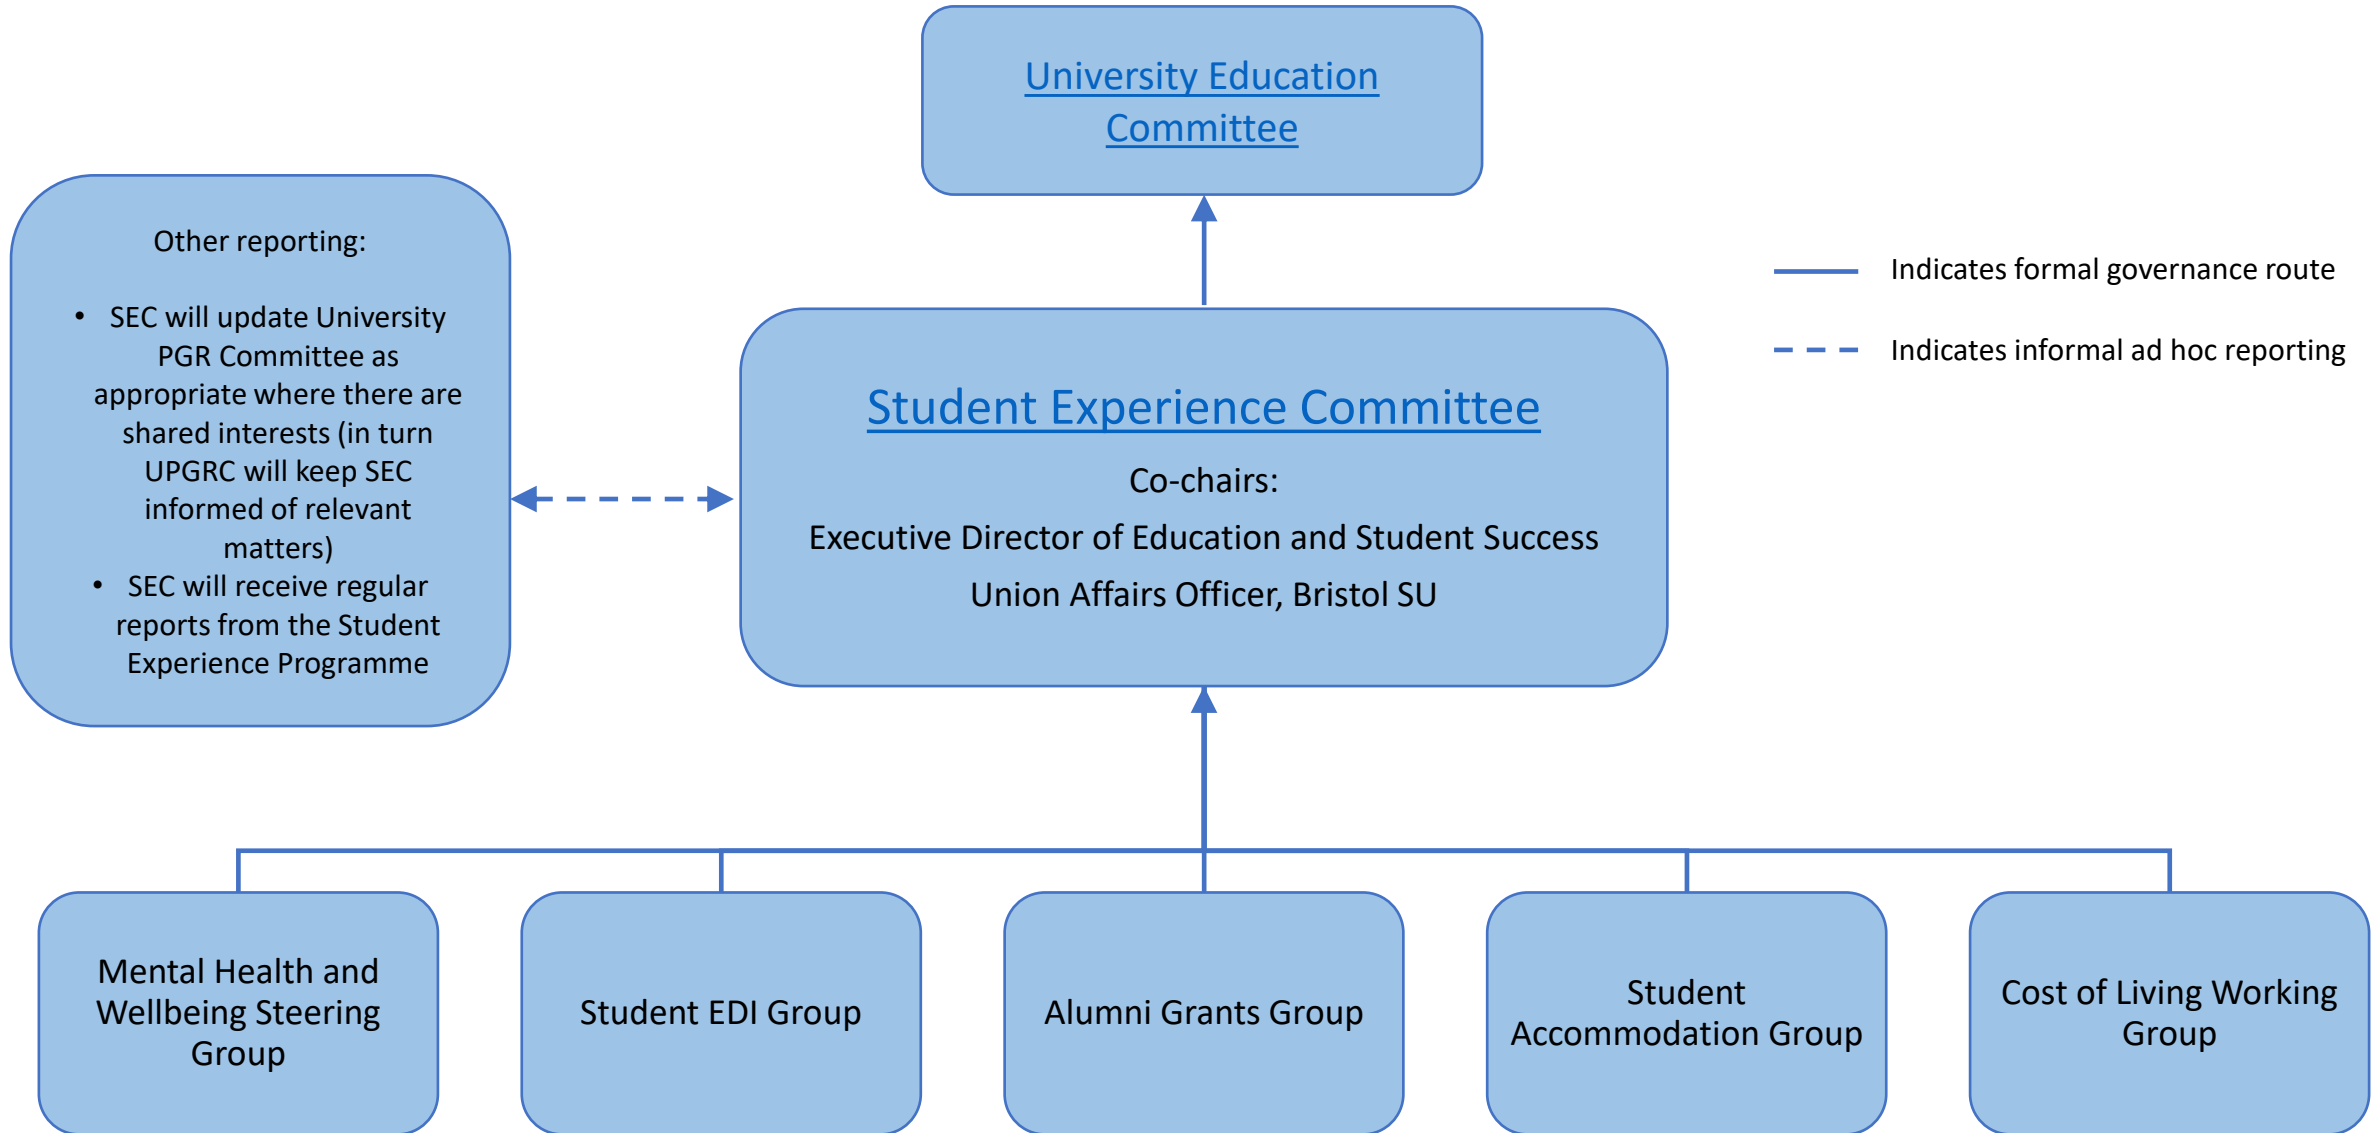 University Education
Committee
Other reporting:
• SEC will update University
PGR Committee as
appropriate where there are
shared interests (in turn
UPGRC will keep SEC
informed of relevant
matters)
• SEC will receive regular
reports from the Student
Experience Programme
Student Experience Committee
Co-chairs:
Executive Director of Education and Student Success
Union Affairs Officer, Bristol SU
Indicates formal governance route
Indicates informal ad hoc reporting
Mental Health and
Wellbeing Steering
Group
Student EDI Group
Alumni Grants Group
Student
Accommodation Group
Cost of Living Working
Group